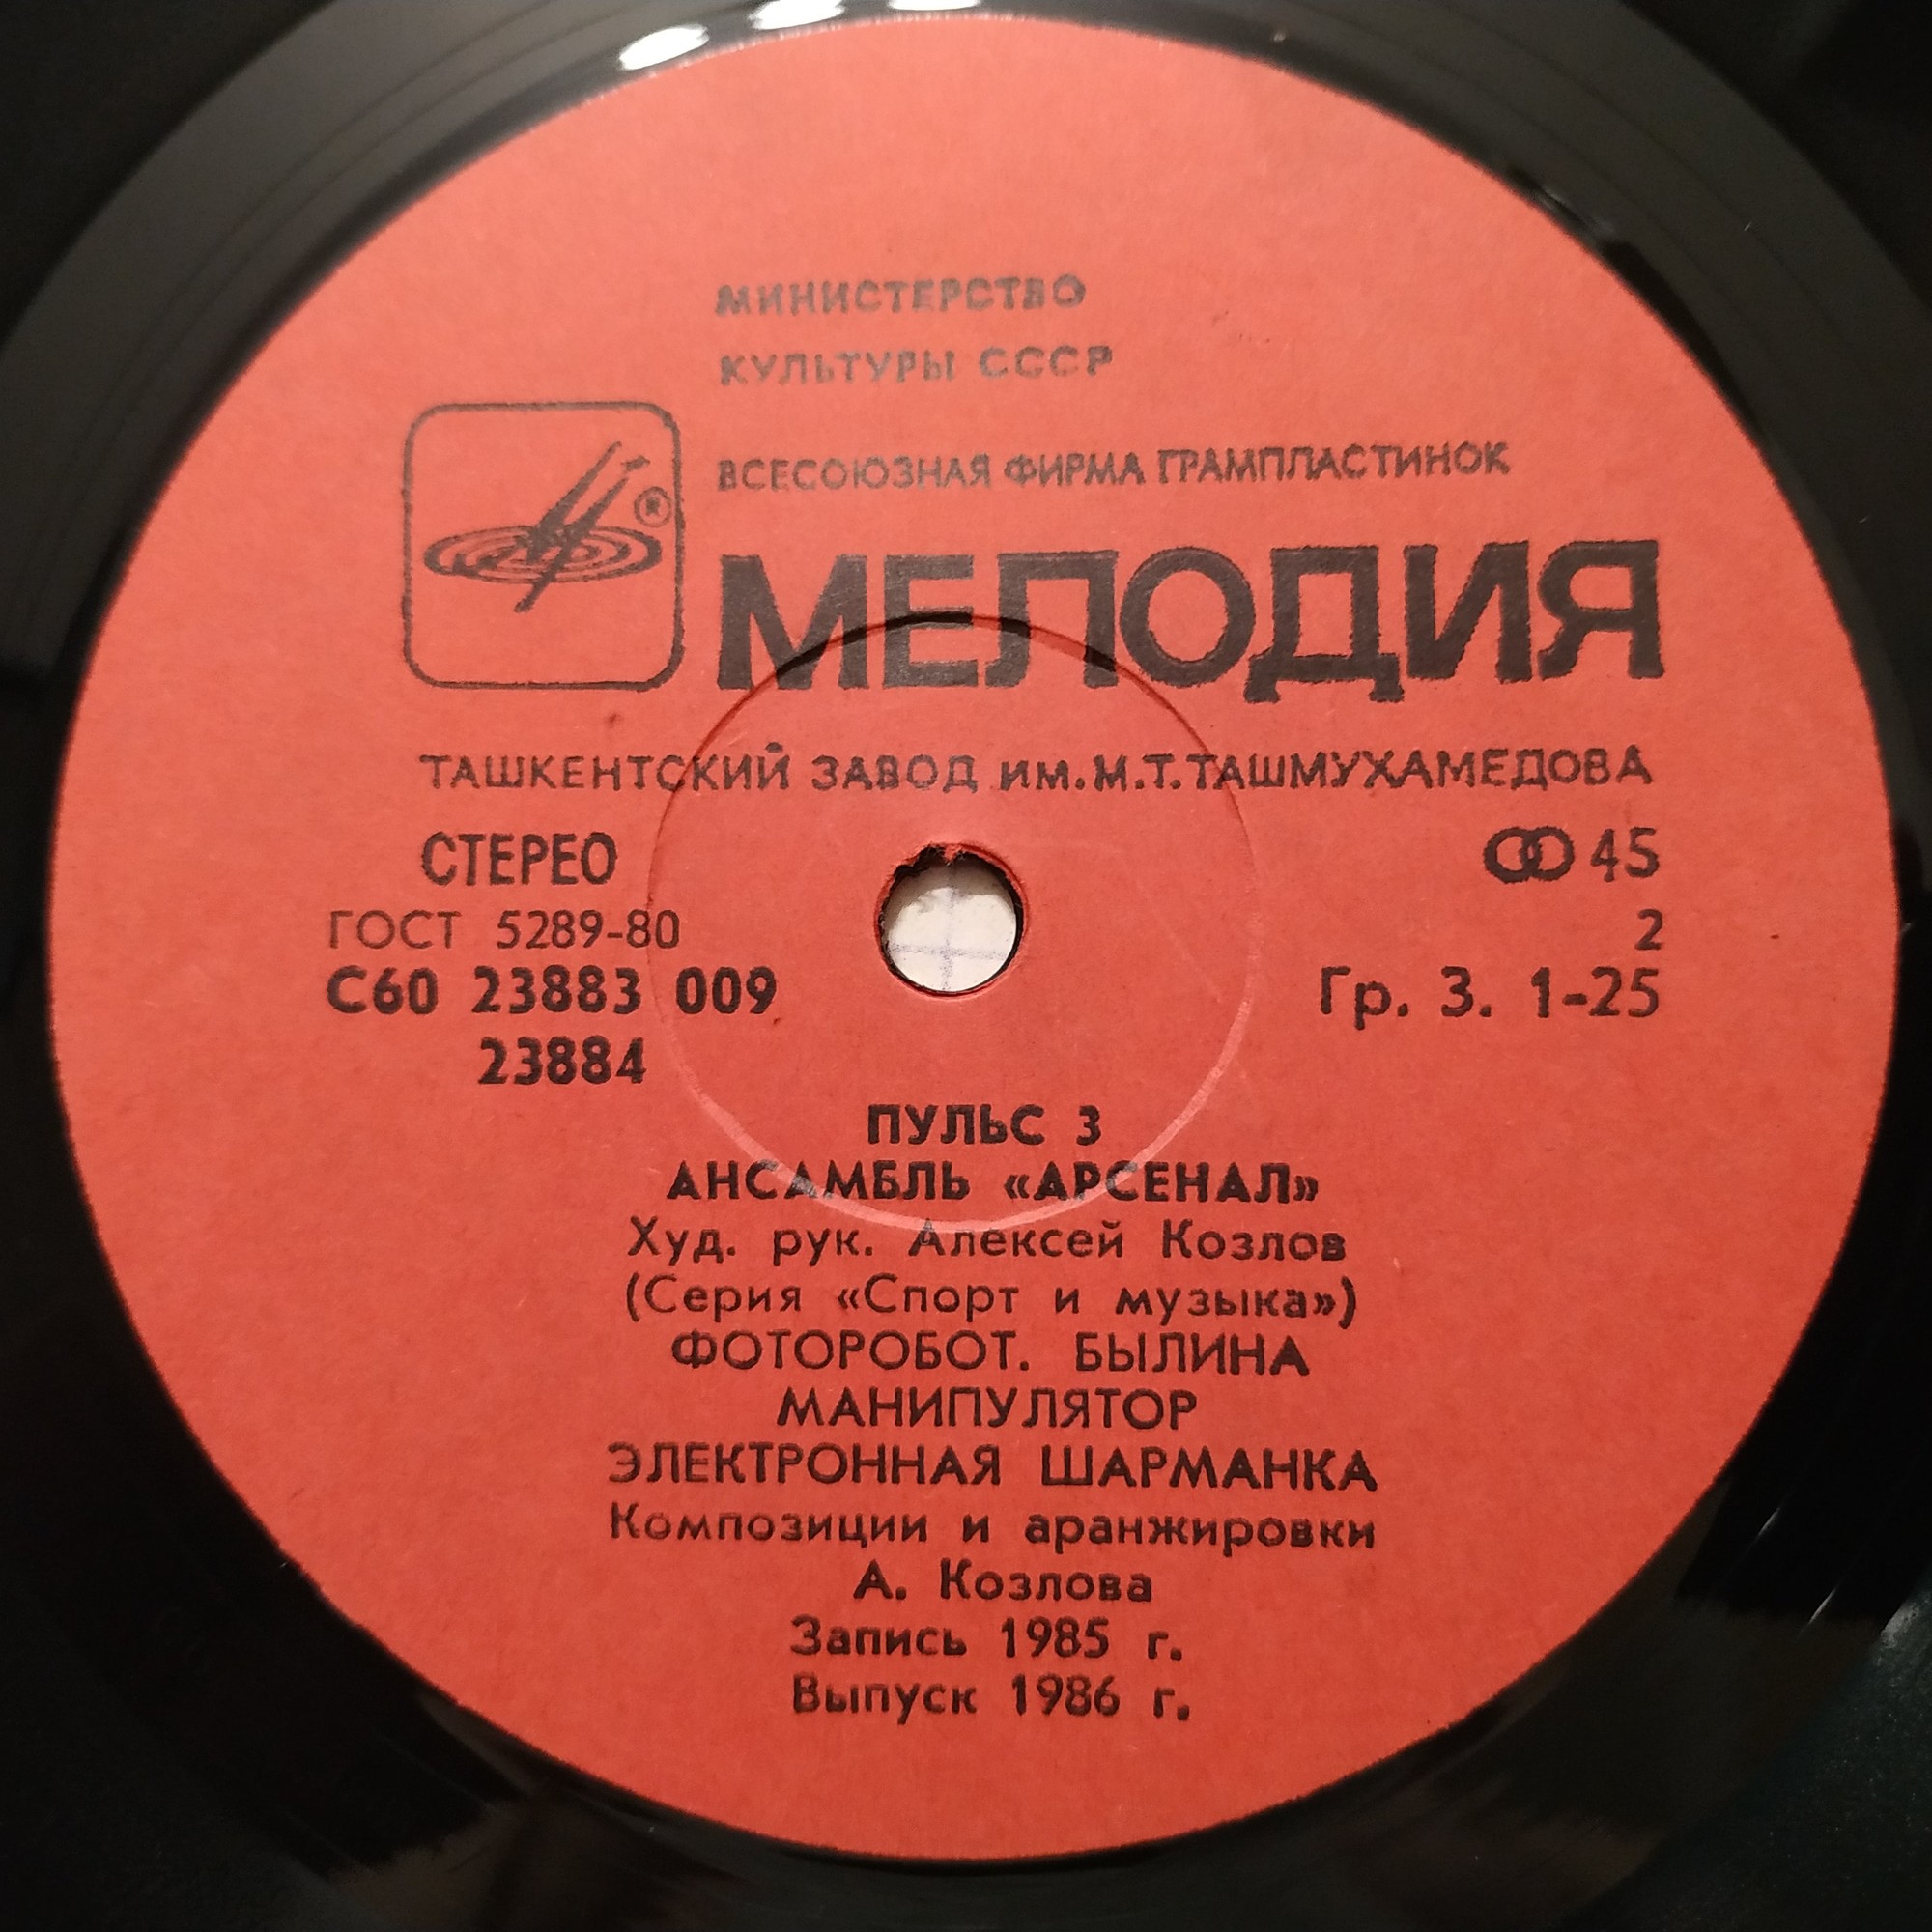 МИНИСТЕРСТВО
КУЛЬТУРЫ СССР
ВСЕСОЮЗНАЯ ФИРМА ГРАМПЛАСТИНОК
®
МЕЛОДИЯ
ТАШКЕНТСКИЙ ЗАВОД им.М.Т.ТАШМУХАМЕДОВА
СТЕРЕО
45
ГОСТ 5289-80
2
С60 23883 009
Гр. 3. 1-25
23884
ПУЛЬС 3
АНСАМБЛЬ «АРСЕНАЛ»
Худ. рук. Алексей Козлов
(Серия «Спорт и музыка»)
ФОТОРОБОТ. БЫЛИНА
МАНИПУЛЯТОР
ЭЛЕКТРОННАЯ ШАРМАНКА
Композиции и аранжировки
А. Козлова
Запись 1985 г.
Выпуск 1986 г.